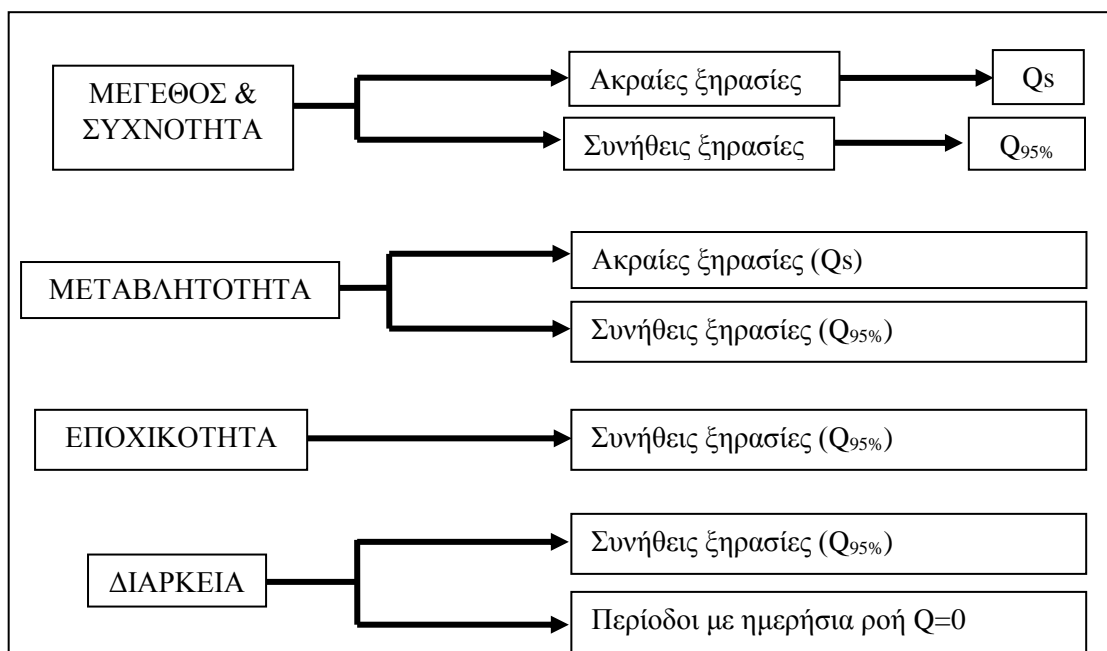 ΜΕΓΕΘΟΣ &
ΣΥΧΝΟΤΗΤΑ
Ακραίες ξηρασίες
Qs
Συνήθεις ξηρασίες
Q95%
ΜΕΤΑΒΛΗΤΟΤΗΤΑ
Ακραίες ξηρασίες (Qs)
Συνήθεις ξηρασίες (Q95%)
ΕΠΟΧΙΚΟΤΗΤΑ
Συνήθεις ξηρασίες (Q95%)
ΔΙΑΡΚΕΙΑ
Συνήθεις ξηρασίες (Q95%)
Περίοδοι με ημερήσια ροή Q=0